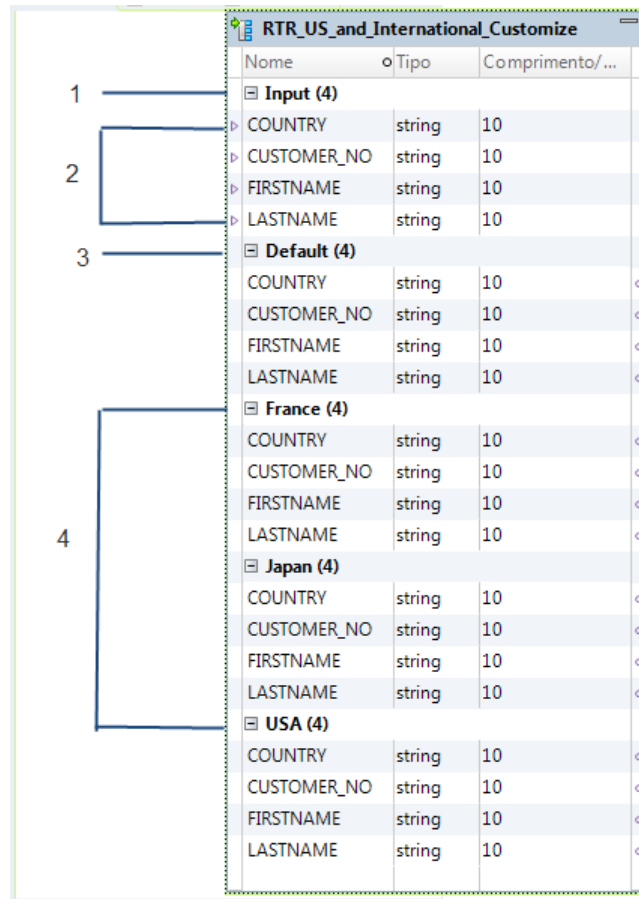 RTR_US_and_International_Customize
Nome Tipo Comprimento/...
1 Input (4)
COUNTRY string 10
2 CUSTOMER_NO string 10
FIRSTNAME string 10
LASTNAME string 10
3 Default (4)
COUNTRY string 10
CUSTOMER_NO string 10
FIRSTNAME string 10
LASTNAME string 10
France (4)
COUNTRY string 10
CUSTOMER_NO string 10
FIRSTNAME string 10
4 LASTNAME string 10
Japan (4)
COUNTRY string 10
CUSTOMER_NO string 10
FIRSTNAME string 10
LASTNAME string 10
USA (4)
COUNTRY string 10
CUSTOMER_NO string 10
FIRSTNAME string 10
LASTNAME string 10